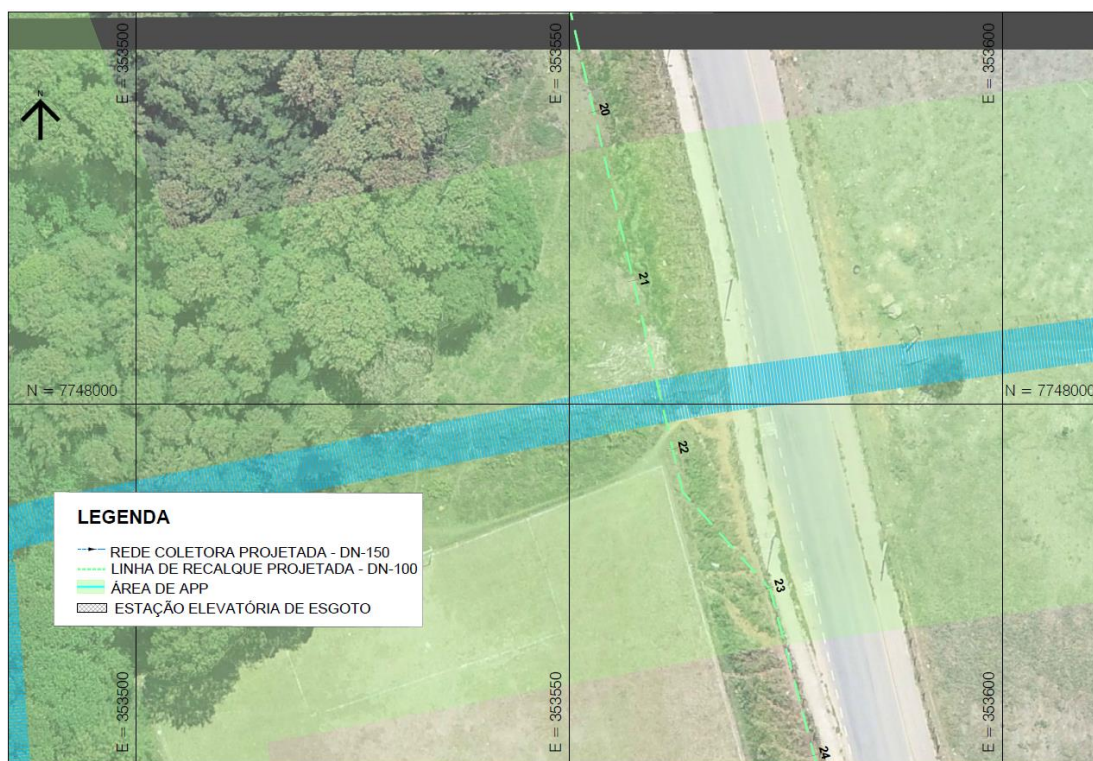 E = 353500
E = 353550
E = 353600
N
20
21
N = 7748000
N = 7748000
22
LEGENDA
REDE COLETORA PROJETADA - DN-150
LINHA DE RECALQUE PROJETADA - DN-100
ÁREA DE APP
ESTAÇÃO ELEVATÓRIA DE ESGOTO
23
E = 353500
E = 353550
E = 353600
24